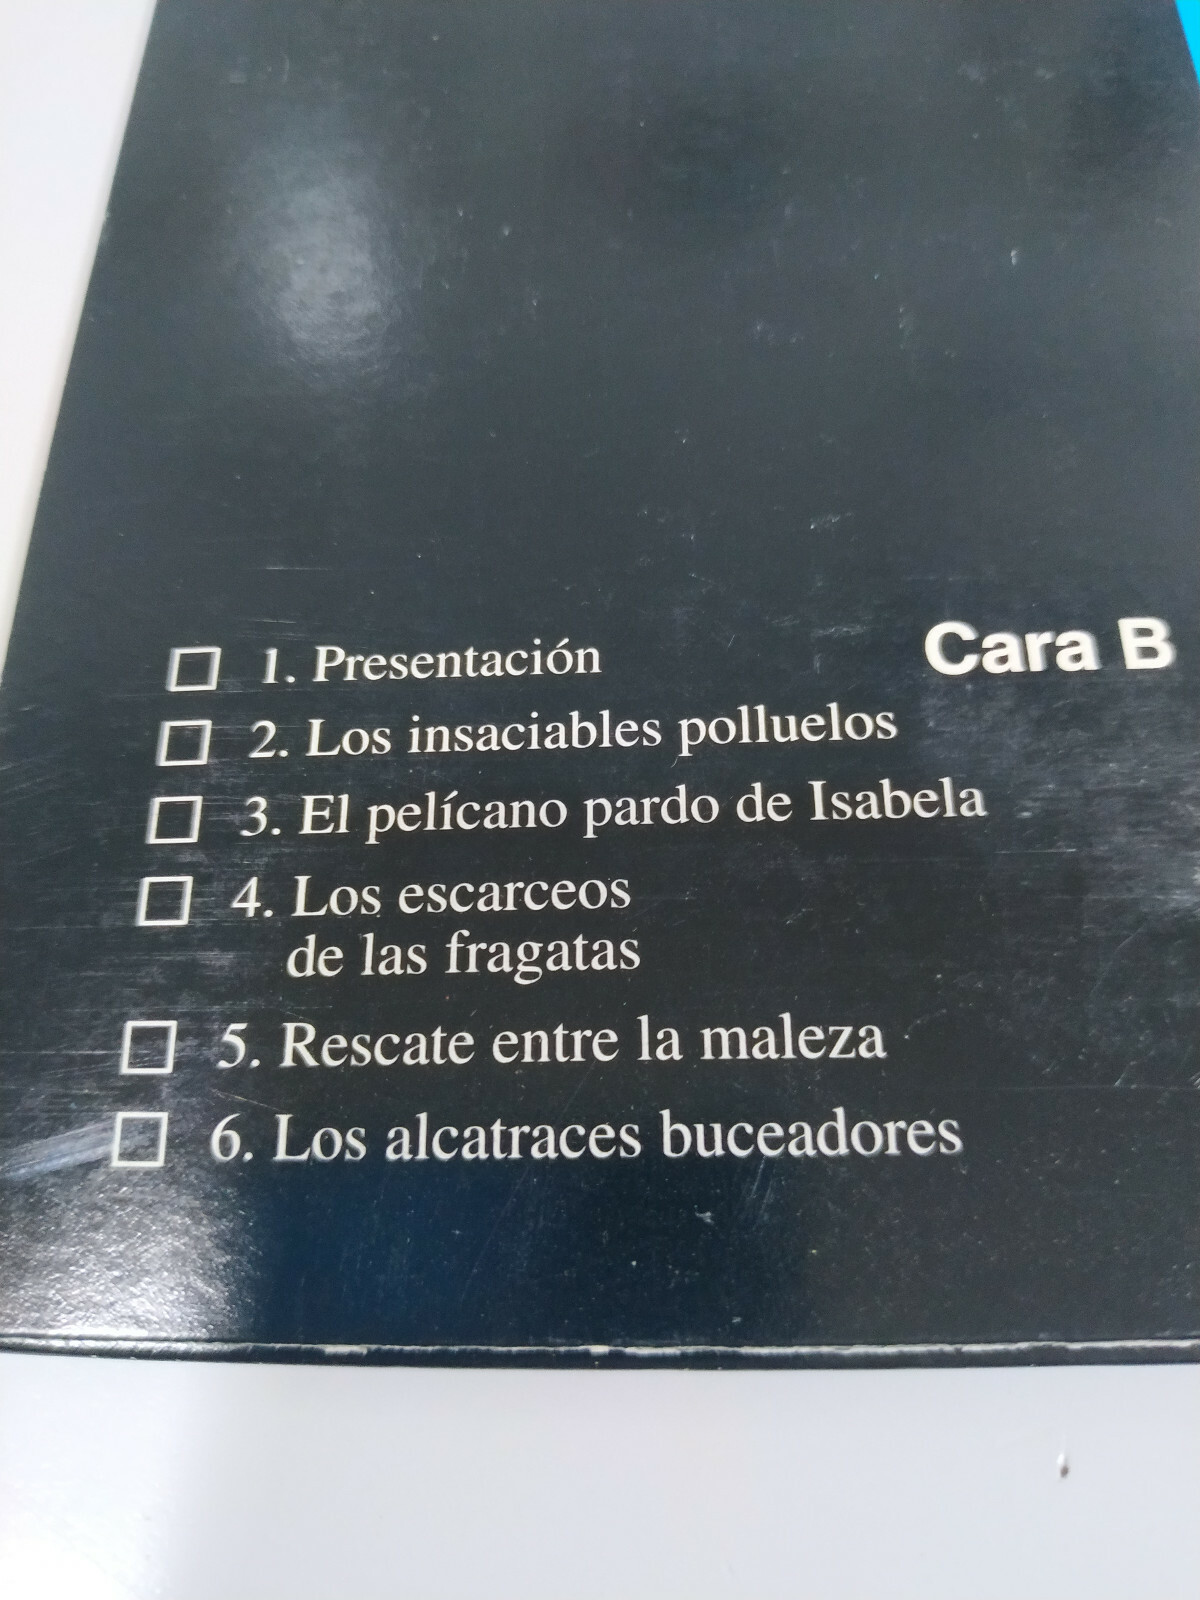 Cara B
1. Presentación
2. Los insaciables polluelos
3. El pelícano pardo de Isabela
4. Los escarceos
de las fragatas
5. Rescate entre la maleza
6. Los alcatraces buceadores